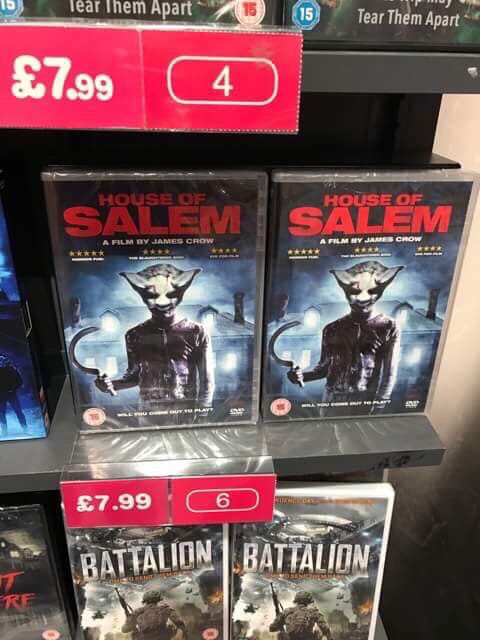 15
Tear Them Apart
15
15
Tear Them Apart
£7.99
4
HOUSE OF
SALEM
A FILM BY JAMES CROW
WILL YOU COME OUT TO PLAY?
DVD
HOUSE OF
SALEM
A FILM BY JAMES CROW
WILL YOU COME OUT TO PLAY?
DVD
£7.99
6
BATTALION
BATTALION
IT
RE